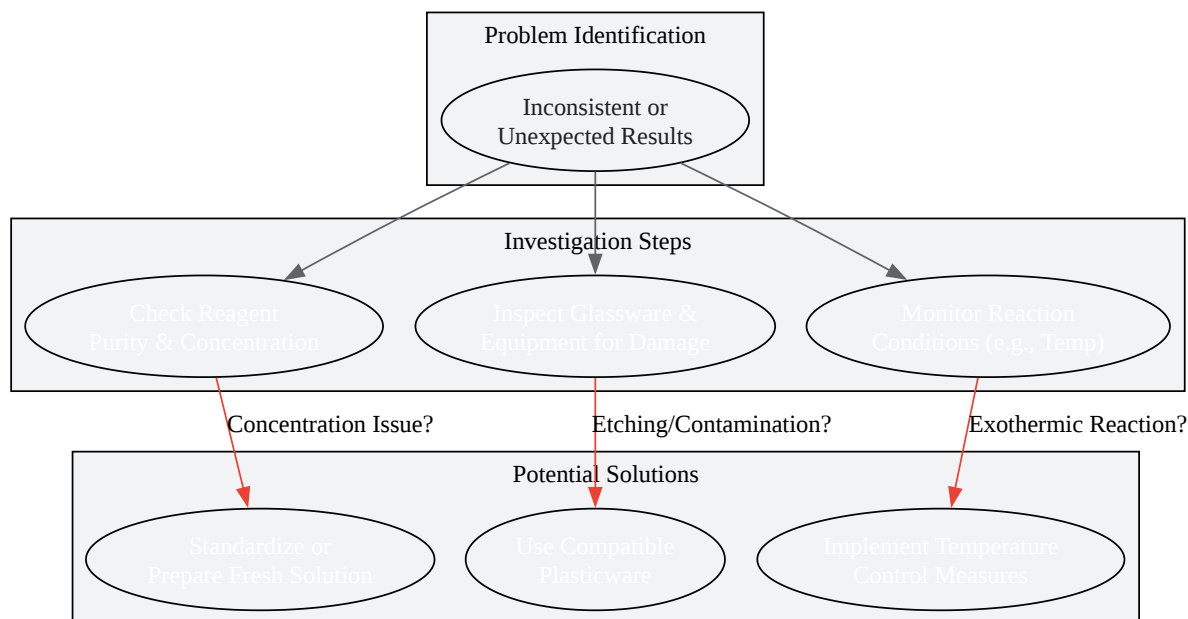 Problem Identification
Inconsistent or
Unexpected Results
Investigation Steps
Check Reagent
Purity & Concentration
Inspect Glassware &
Equipment for Damage
Monitor Reaction
Conditions (e.g., Temp)
Concentration Issue?
Etching/Contamination?
Exothermic Reaction?
Potential Solutions
Standardize or
Prepare Fresh Solution
Use Compatible
Plasticware
Implement Temperature
Control Measures